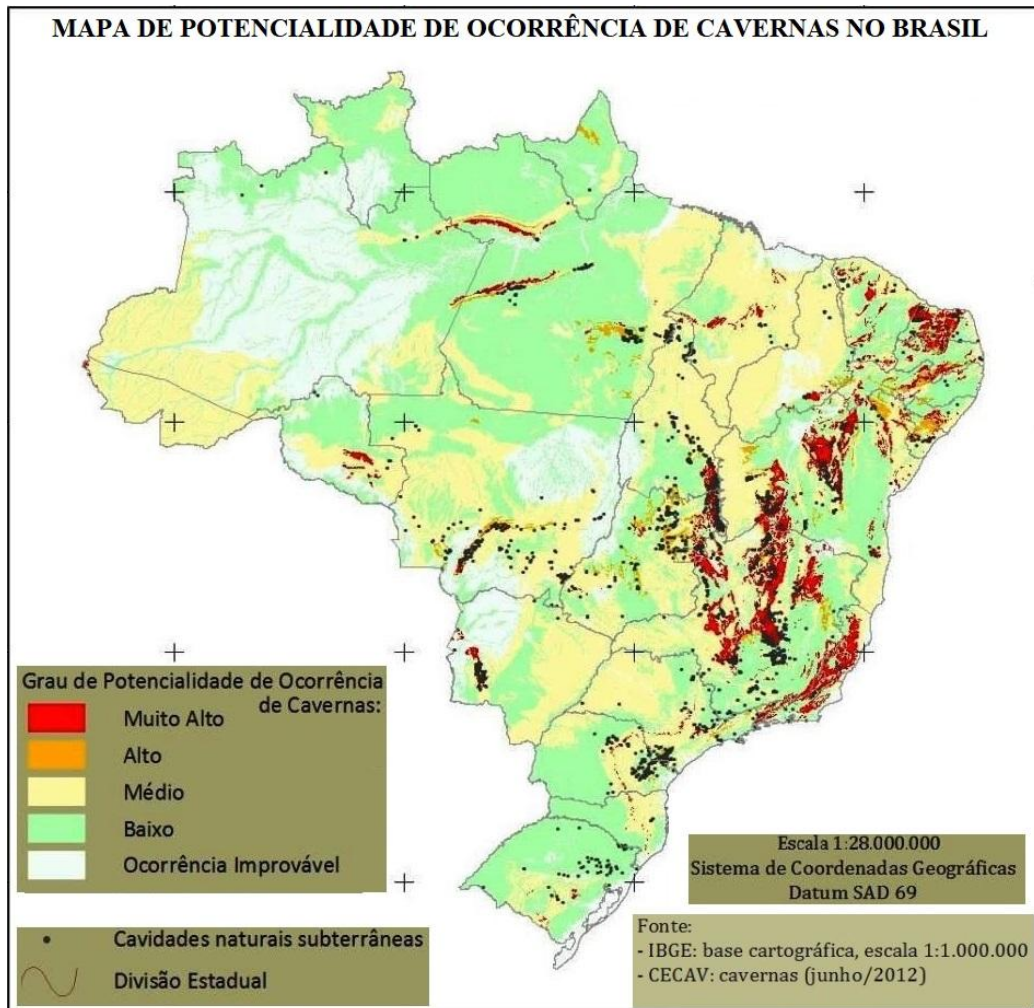 MAPA DE POTENCIALIDADE DE OCORRÊNCIA DE CAVERNAS NO BRASIL
Grau de Potencialidade de Ocorrência
de Cavernas:
Muito Alto
Alto
Médio
Baixo
Ocorrência Improvável
Cavidades naturais subterrâneas
Divisão Estadual
Escala 1:28.000.000
Sistema de Coordenadas Geográficas
Datum SAD 69
Fonte:
- IBGE: base cartográfica, escala 1:1.000.000
- CECAV: cavernas (junho/2012)